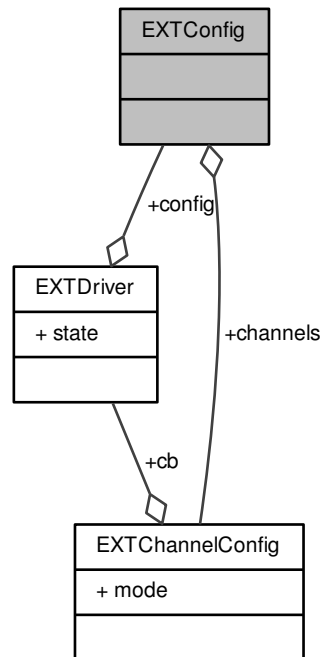 EXTConfig
+config
EXTDriver
+ state
+channels
+cb
EXTChannelConfig
+ mode